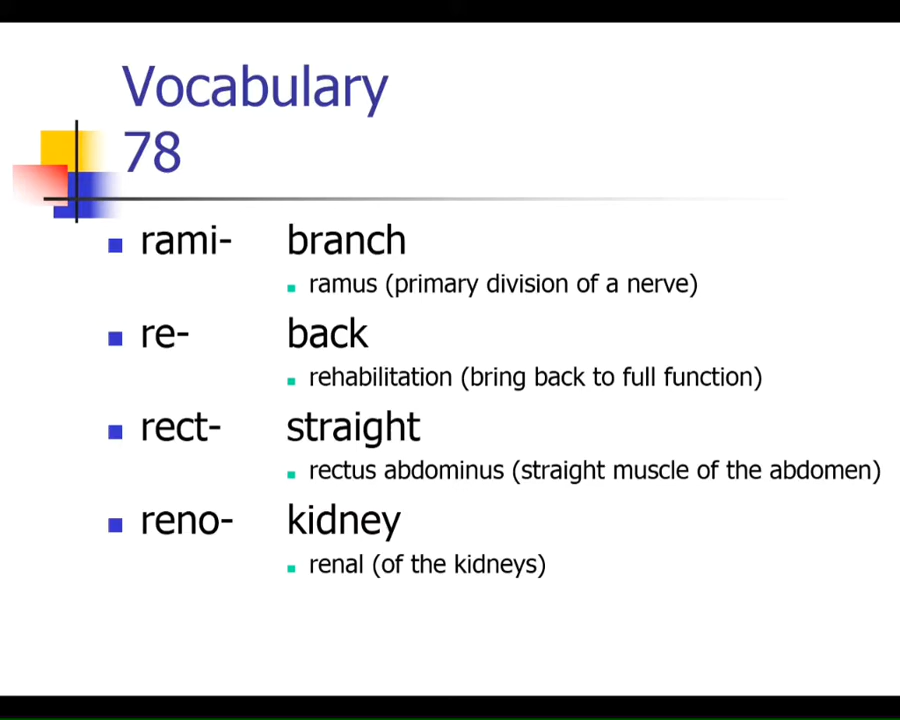 Vocabulary
78
rami- branch
ramus (primary division of a nerve)
re- back
rehabilitation (bring back to full function)
rect- straight
rectus abdominus (straight muscle of the abdomen)
reno- kidney
renal (of the kidneys)